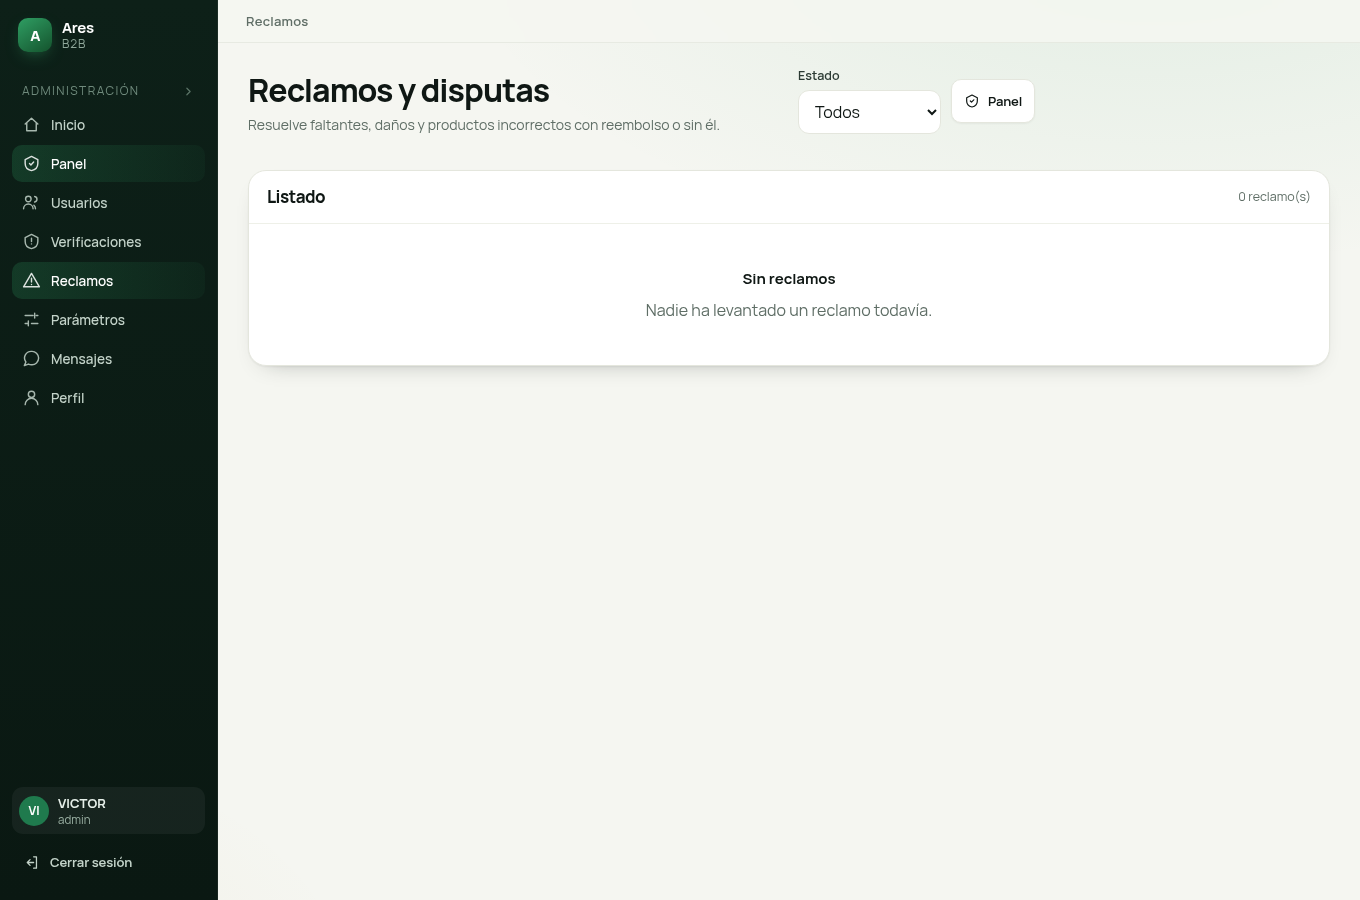 A
Ares
B2B
ADMINISTRACIÓN
Inicio
Panel
Usuarios
Verificaciones
Reclamos
Parámetros
Mensajes
Perfil
VI
VICTOR
admin
Cerrar sesión
Reclamos
Reclamos y disputas
Resuelve faltantes, daños y productos incorrectos con reembolso o sin él.
Estado
Todos
Panel
Listado
0 reclamo(s)
Sin reclamos
Nadie ha levantado un reclamo todavía.